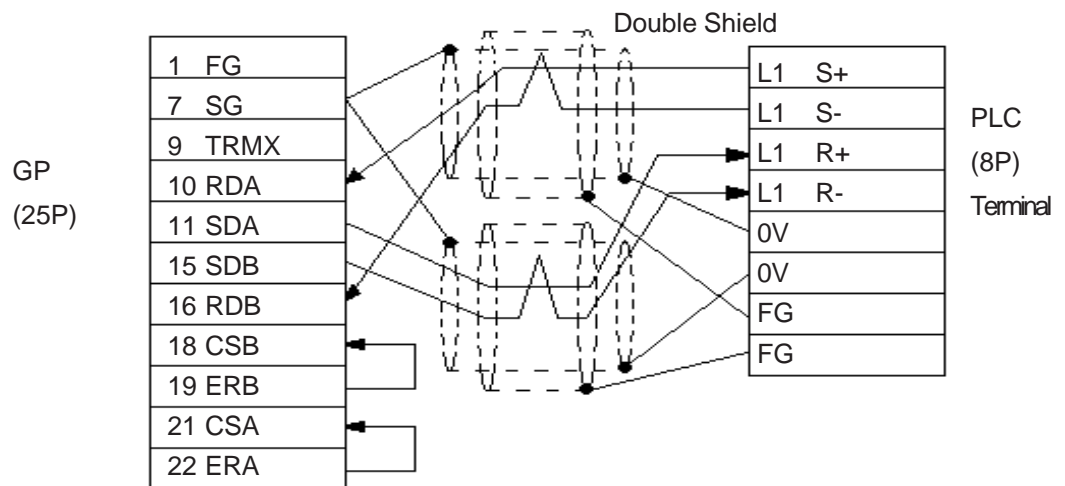 Double Shield
GP
(25P)
1 FG
7 SG
9 TRMX
10 RDA
11 SDA
15 SDB
16 RDB
18 CSB
19 ERB
21 CSA
22 ERA
L1 S+
L1 S-
L1 R+
L1 R-
0V
0V
FG
FG
PLC
(8P)
Terminal